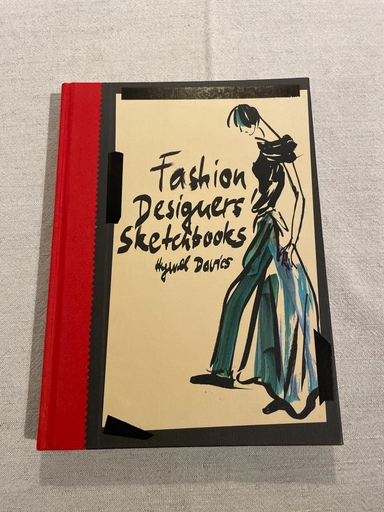 Fashion
Designers'
Sketchbooks
Hywel Davies